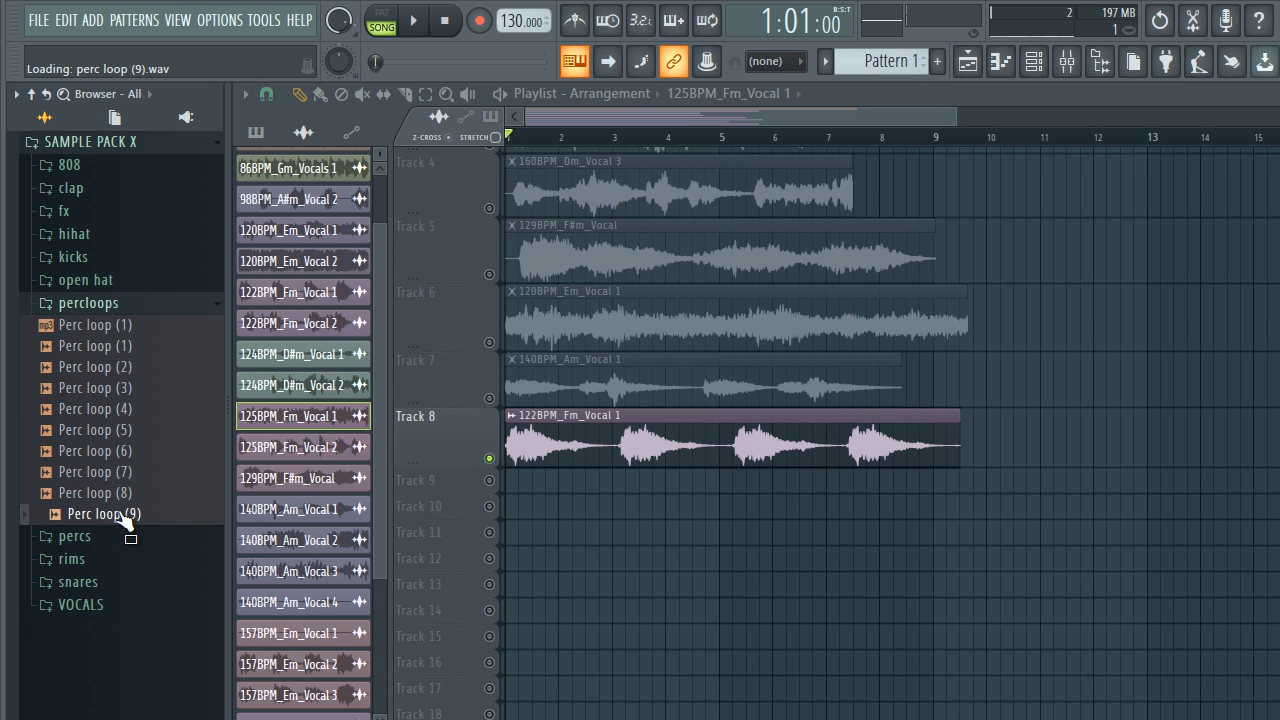 FILE EDIT ADD PATTERNS VIEW OPTIONS TOOLS HELP
PAT
SONG
130.000
3.2
1:01:00
B:S:T
2
197 MB
1
Loading: perc loop (9).wav
(none)
Pattern 1
Browser - All
Playlist - Arrangement
125BPM_Fm_Vocal 1
Z-CROSS
STRETCH
2 3 4 5 6 7 8 9 10 11 12 13 14 15
SAMPLE PACK X
808
clap
fx
hihat
kicks
open hat
percloops
mp3
Perc loop (1)
Perc loop (1)
Perc loop (2)
Perc loop (3)
Perc loop (4)
Perc loop (5)
Perc loop (6)
Perc loop (7)
Perc loop (8)
Perc loop (9)
percs
rims
snares
VOCALS
86BPM_Gm_Vocals 1
98BPM_A#m_Vocal 2
120BPM_Em_Vocal 1
120BPM_Em_Vocal 2
122BPM_Fm_Vocal 1
122BPM_Fm_Vocal 2
124BPM_D#m_Vocal 1
124BPM_D#m_Vocal 2
125BPM_Fm_Vocal 1
125BPM_Fm_Vocal 2
129BPM_F#m_Vocal
140BPM_Am_Vocal 1
140BPM_Am_Vocal 2
140BPM_Am_Vocal 3
140BPM_Am_Vocal 4
157BPM_Em_Vocal 1
157BPM_Em_Vocal 2
157BPM_Em_Vocal 3
Track 4
160BPM_Dm_Vocal 3
Track 5
129BPM_F#m_Vocal
Track 6
120BPM_Em_Vocal 1
Track 7
140BPM_Am_Vocal 1
Track 8
122BPM_Fm_Vocal 1
Track 9
Track 10
Track 11
Track 12
Track 13
Track 14
Track 15
Track 16
Track 17
Track 18